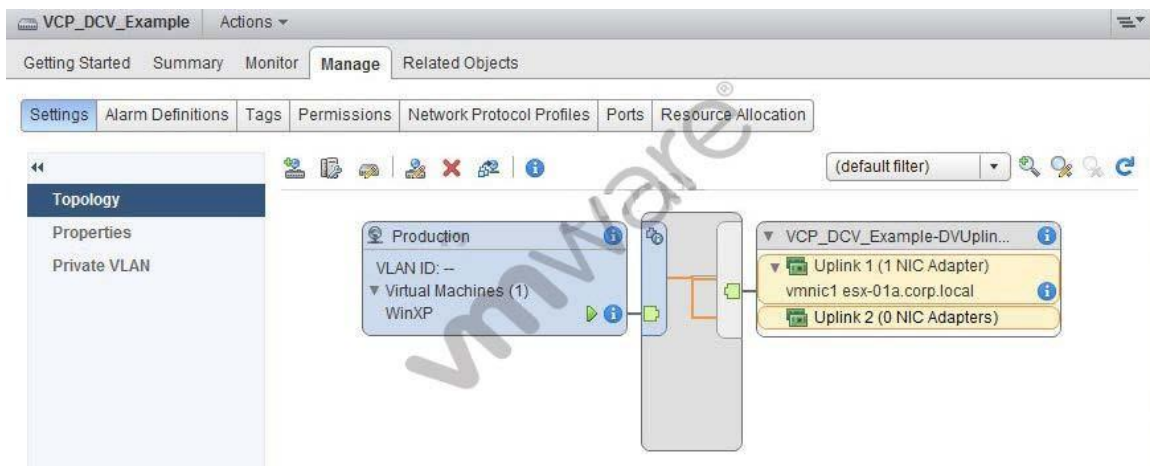 VCP_DCV_Example Actions
Getting Started Summary Monitor Manage Related Objects
Settings Alarm Definitions Tags Permissions Network Protocol Profiles Ports Resource Allocation
(default filter)
Topology
Properties
Private VLAN
Production
VLAN ID: --
Virtual Machines (1)
WinXP
VCP_DCV_Example-DVUplin...
Uplink 1 (1 NIC Adapter)
vmnic1 esx-01a.corp.local
Uplink 2 (0 NIC Adapters)
vmware®